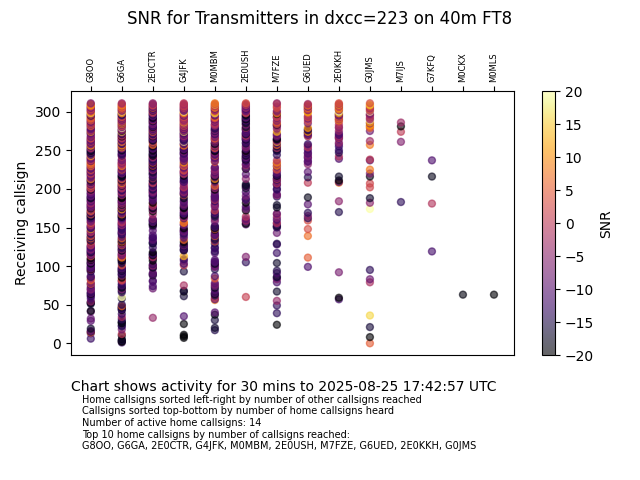 SNR for Transmitters in dxcc=223 on 40m FT8
G8OO G6GA 2E0CTR G4JFK M0MBM 2E0USH M7FZE G6UED 2E0KKH G0JMS M7IJS G7KFQ M0CKX M0MLS
300
250
200
150
100
50
0
Receiving callsign
20
15
10
5
0
−5
−10
−15
−20
SNR
Chart shows activity for 30 mins to 2025-08-25 17:42:57 UTC
Home callsigns sorted left-right by number of other callsigns reached
Callsigns sorted top-bottom by number of home callsigns heard
Number of active home callsigns: 14
Top 10 home callsigns by number of callsigns reached:
G8OO, G6GA, 2E0CTR, G4JFK, M0MBM, 2E0USH, M7FZE, G6UED, 2E0KKH, G0JMS